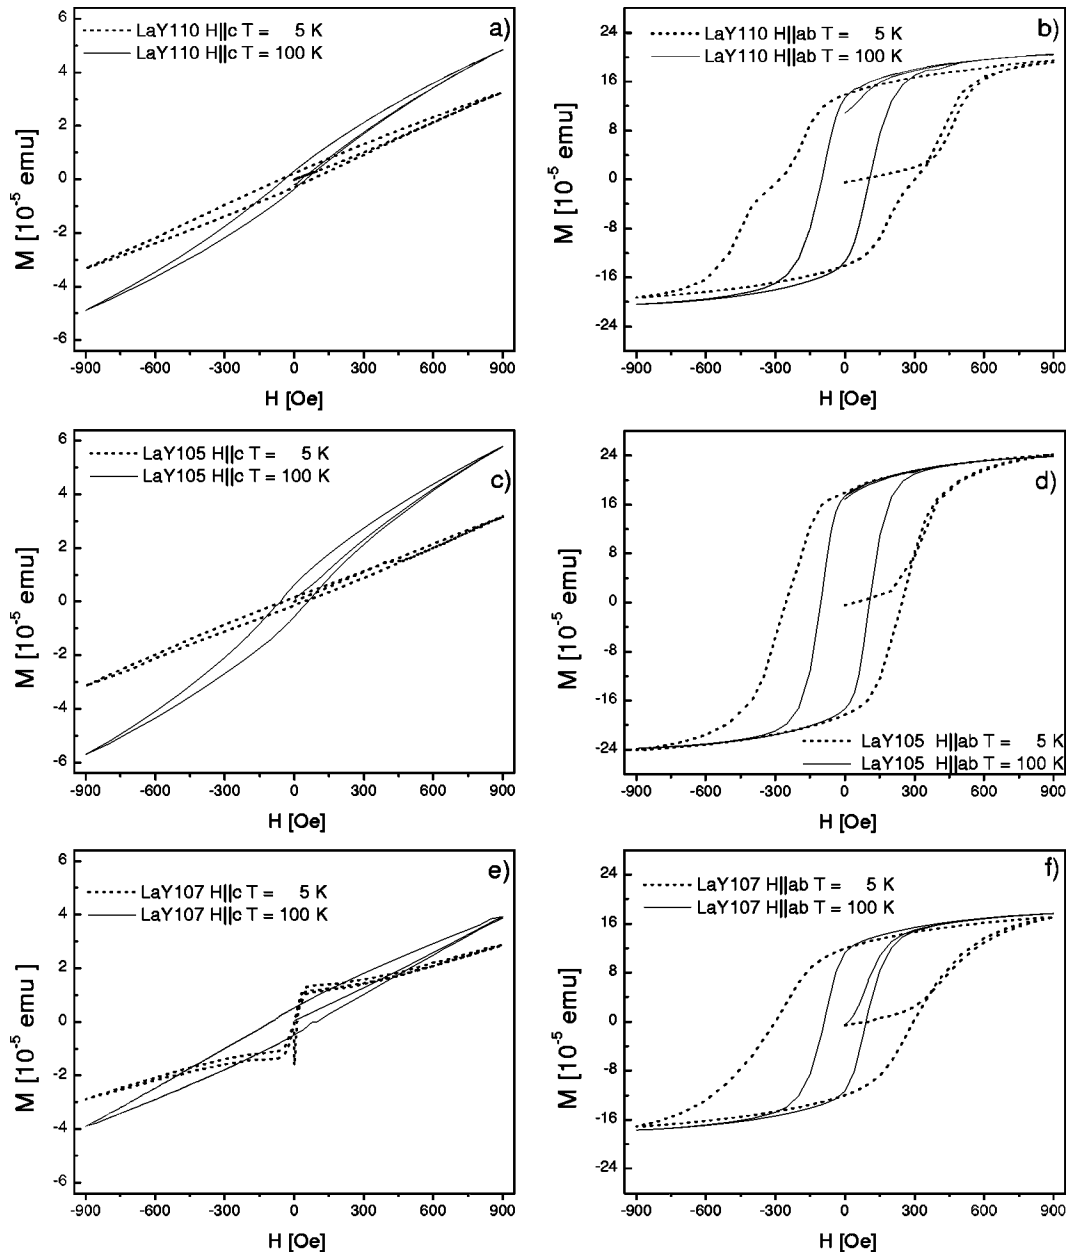 LaY110 H||c T = 5 K
LaY110 H||c T = 100 K
a)
6
4
2
0
-2
-4
-6
M [10⁻⁵ emu]
-900 -600 -300 0 300 600 900
H [Oe]
LaY110 H||ab T = 5 K
LaY110 H||ab T = 100 K
b)
24
16
8
0
-8
-16
-24
M [10⁻⁵ emu]
-900 -600 -300 0 300 600 900
H [Oe]
LaY105 H||c T = 5 K
LaY105 H||c T = 100 K
c)
6
4
2
0
-2
-4
-6
M [10⁻⁵ emu]
-900 -600 -300 0 300 600 900
H [Oe]
d)
24
16
8
0
-8
-16
-24
M [10⁻⁵ emu]
LaY105 H||ab T = 5 K
LaY105 H||ab T = 100 K
-900 -600 -300 0 300 600 900
H [Oe]
LaY107 H||c T = 5 K
LaY107 H||c T = 100 K
e)
6
4
2
0
-2
-4
-6
M [10⁻⁵ emu ]
-900 -600 -300 0 300 600 900
H [Oe]
LaY107 H||ab T = 5 K
LaY107 H||ab T = 100 K
f)
24
16
8
0
-8
-16
-24
M [10⁻⁵ emu]
-900 -600 -300 0 300 600 900
H [Oe]